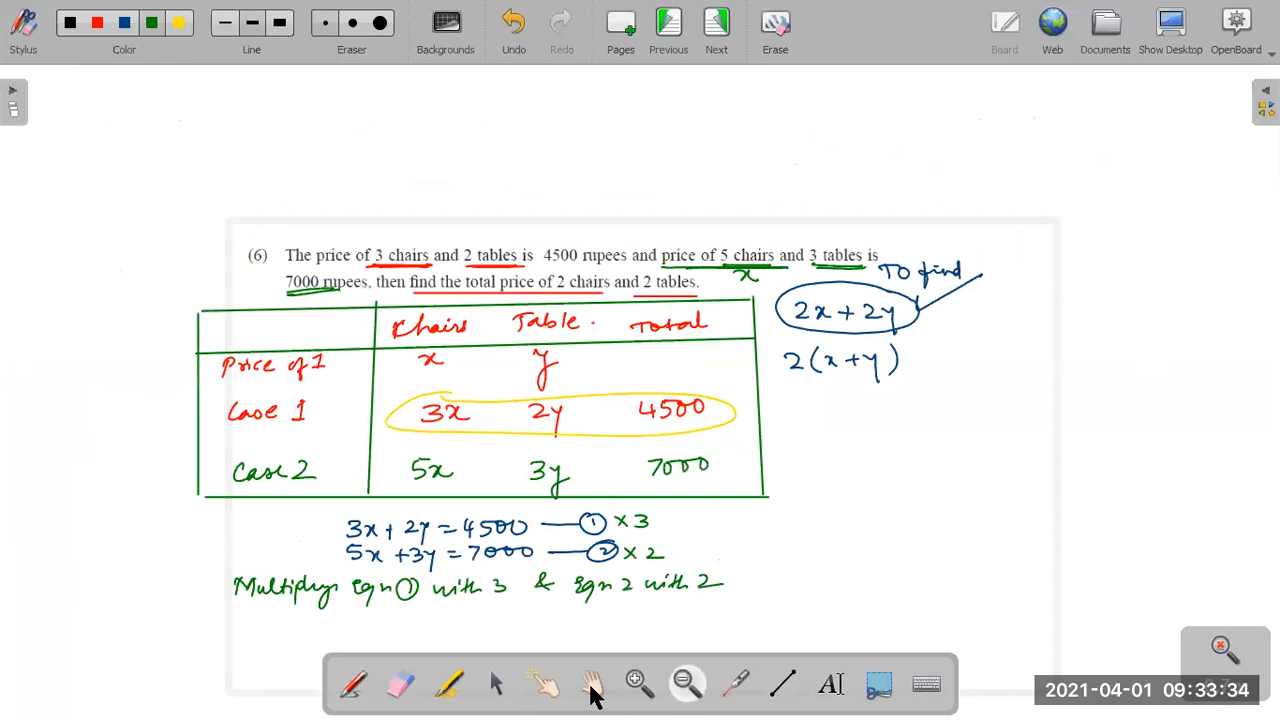 Stylus Color Line Eraser Backgrounds Undo Redo Pages Previous Next Erase Board Web Documents Show Desktop OpenBoard
(6) The price of 3 chairs and 2 tables is 4500 rupees and price of 5 chairs and 3 tables is
7000 rupees, then find the total price of 2 chairs and 2 tables.
x
To find
2x + 2y
2(x+y)
Chairs Table. Total
Price of 1 x y
Case 1 3x 2y 4500
Case 2 5x 3y 7000
3x + 2y = 4500 — ① × 3
5x + 3y = 7000 — ② × 2
Multiply Eqn ① with 3 & Eqn 2 with 2
AI
2021-04-01 09:33:34